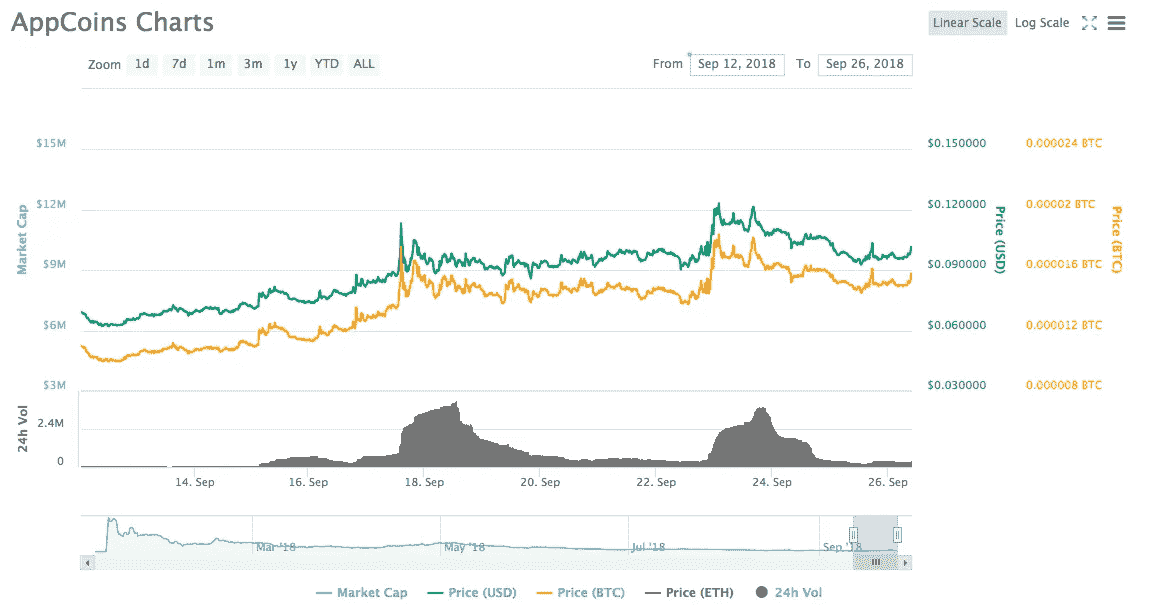 AppCoins Charts
Linear Scale Log Scale
Zoom 1d 7d 1m 3m 1y YTD ALL From Sep 12, 2018 To Sep 26, 2018
$15M $0.150000 0.000024 BTC
$12M $0.120000 0.00002 BTC
$9M $0.090000 0.000016 BTC
$6M $0.060000 0.000012 BTC
$3M $0.030000 0.000008 BTC
Market Cap
Price (USD)
Price (BTC)
24h Vol
2.4M
0
14. Sep 16. Sep 18. Sep 20. Sep 22. Sep 24. Sep 26. Sep
Mar '18 May '18 Jul '18 Sep '18
Market Cap Price (USD) Price (BTC) Price (ETH) 24h Vol